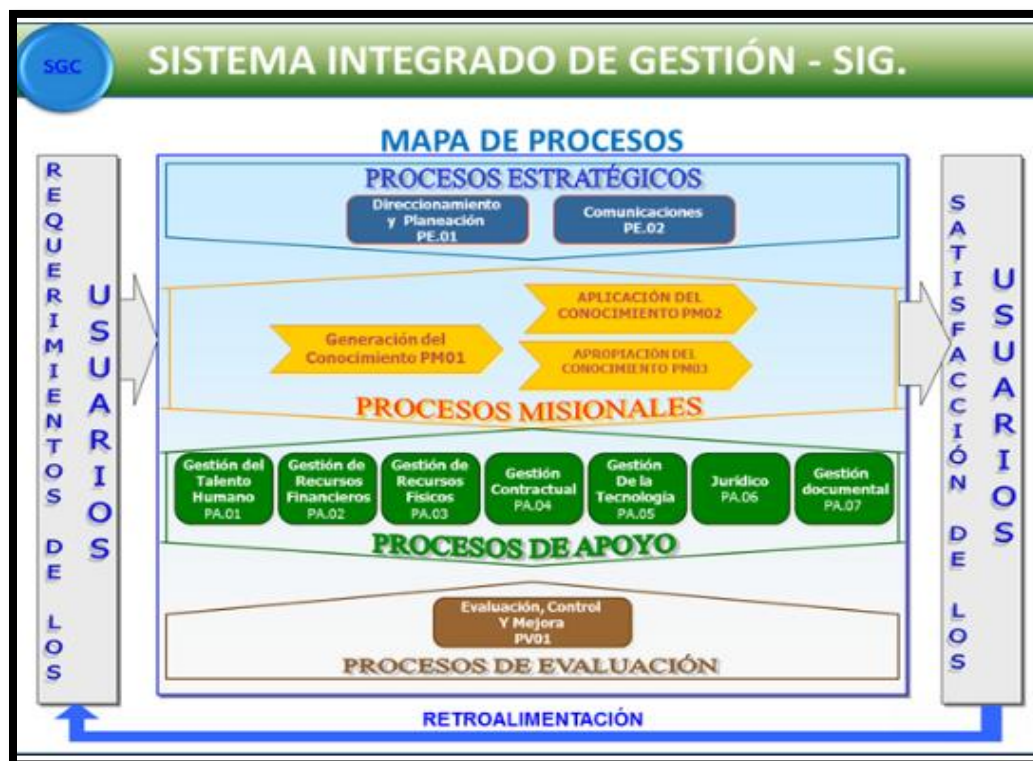 SGC
SISTEMA INTEGRADO DE GESTIÓN - SIG.
MAPA DE PROCESOS
REQUERIMIENTOS DE LOS
USUARIOS
PROCESOS ESTRATÉGICOS
Direccionamiento
y Planeación
PE.01
Comunicaciones
PE.02
Generación del
Conocimiento PM01
APLICACIÓN DEL
CONOCIMIENTO PM02
APROPIACIÓN DEL
CONOCIMIENTO PM03
PROCESOS MISIONALES
Gestión del
Talento
Humano
PA.01
Gestión de
Recursos
Financieros
PA.02
Gestión de
Recursos
Físicos
PA.03
Gestión
Contractual
PA.04
Gestión
De la
Tecnología
PA.05
Jurídico
PA.06
Gestión
documental
PA.07
PROCESOS DE APOYO
Evaluación, Control
Y Mejora
PV01
PROCESOS DE EVALUACIÓN
SATISFACCIÓN DE LOS
USUARIOS
RETROALIMENTACIÓN